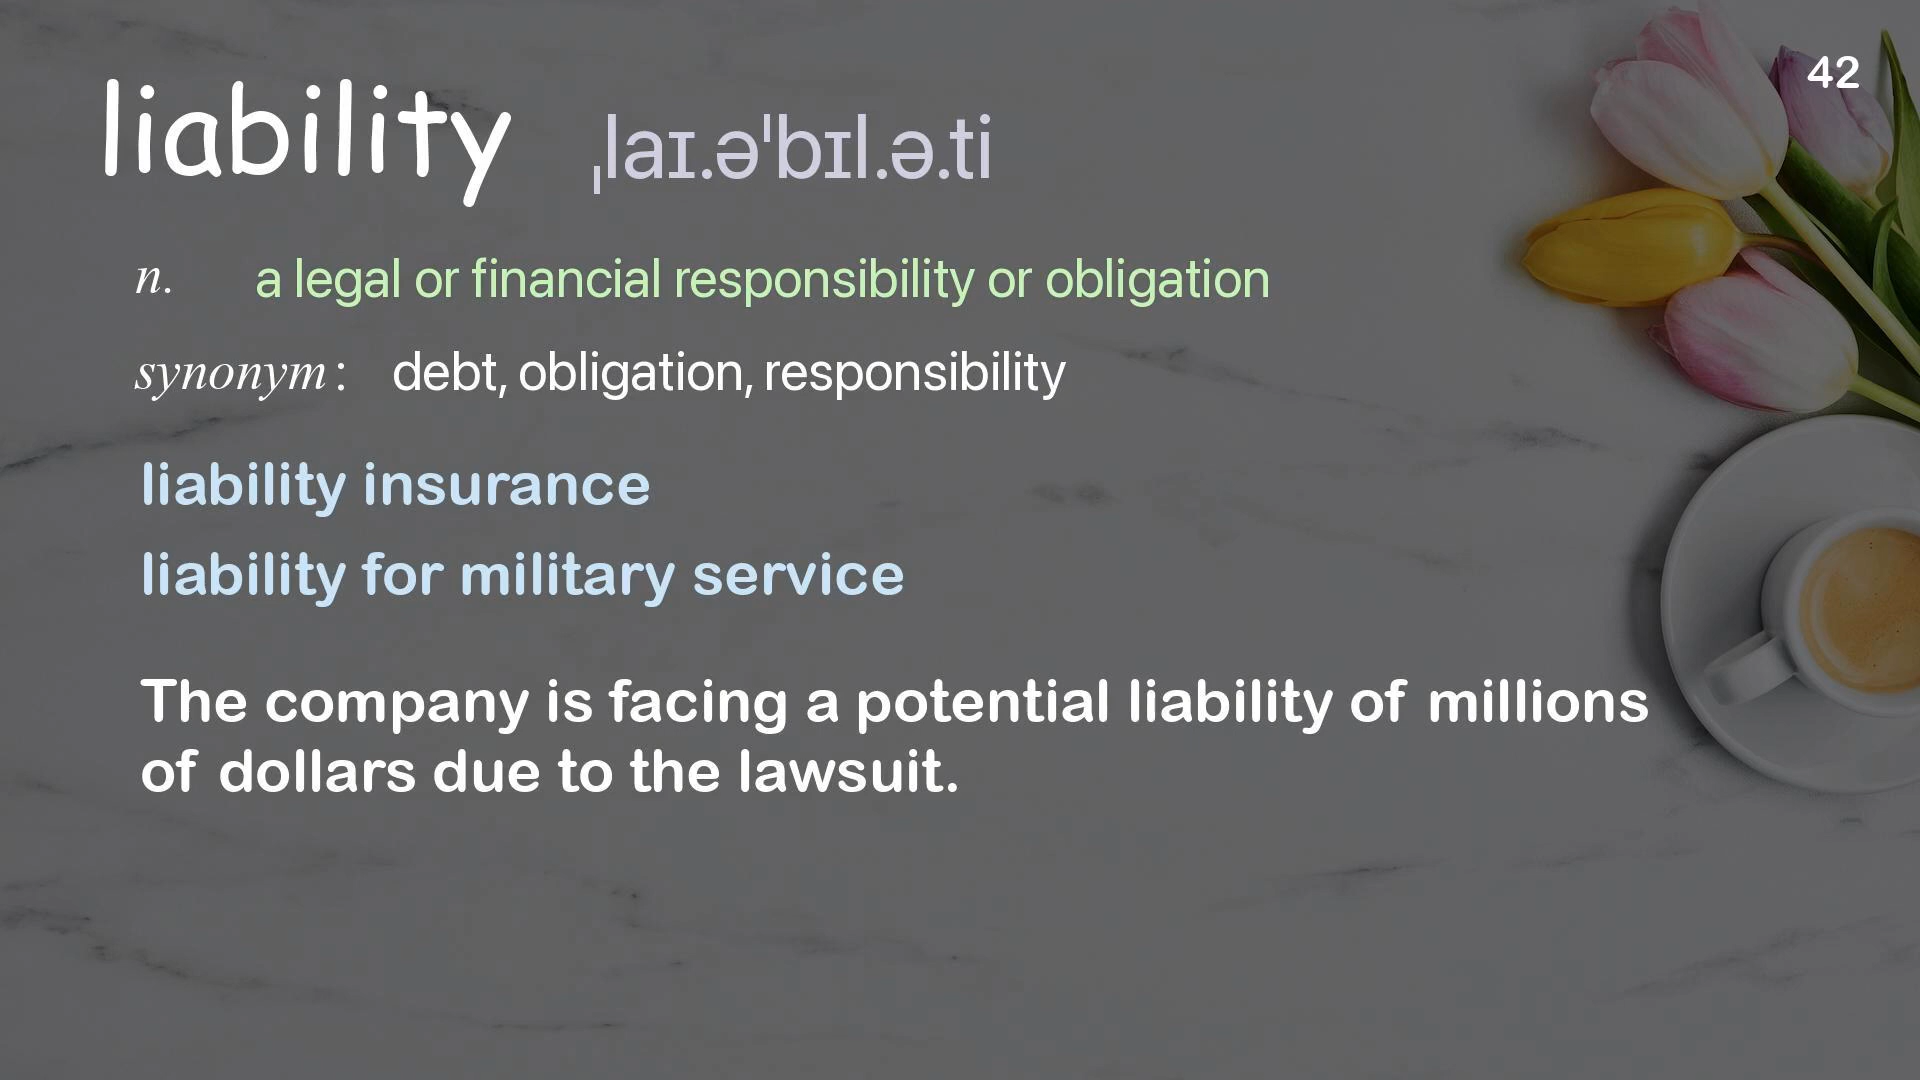 42
liability ˌlaɪ.əˈbɪl.ə.ti
n. a legal or financial responsibility or obligation
synonym : debt, obligation, responsibility
liability insurance
liability for military service
The company is facing a potential liability of millions
of dollars due to the lawsuit.